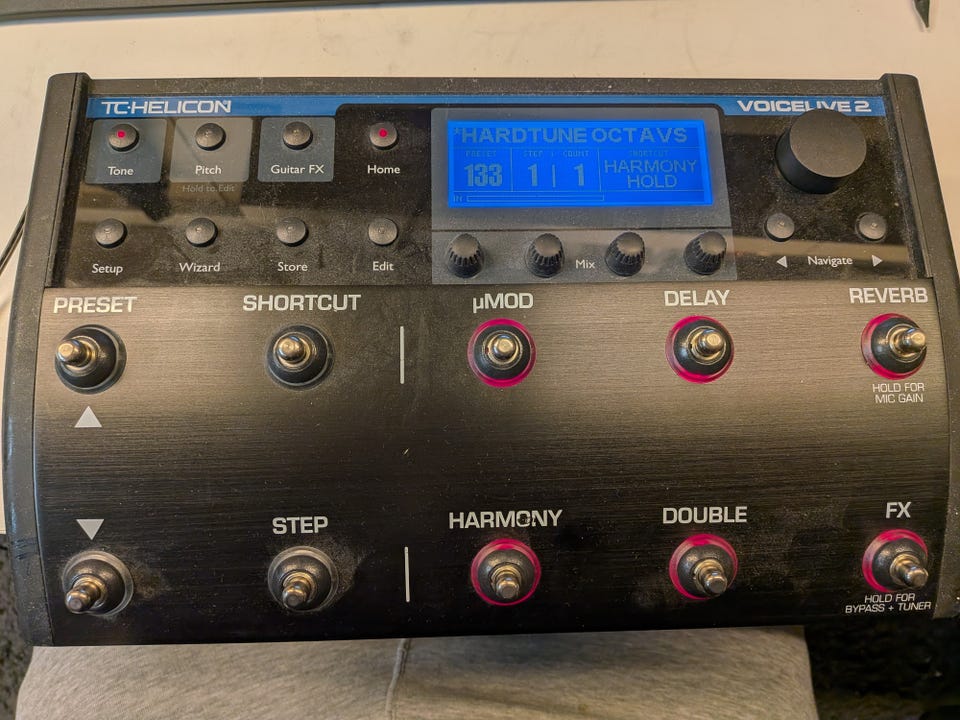 TC·HELICON
VOICELIVE 2
Tone
Pitch
Hold to Edit
Guitar FX
Home
*HARDTUNE OCTAVS
PRESET
STEP | COUNT
SHORTCUT
133
1 | 1
HARMONY
HOLD
IN
Setup
Wizard
Store
Edit
Mix
Navigate
PRESET
SHORTCUT
µMOD
DELAY
REVERB
HOLD FOR
MIC GAIN
STEP
HARMONY
DOUBLE
FX
HOLD FOR
BYPASS + TUNER